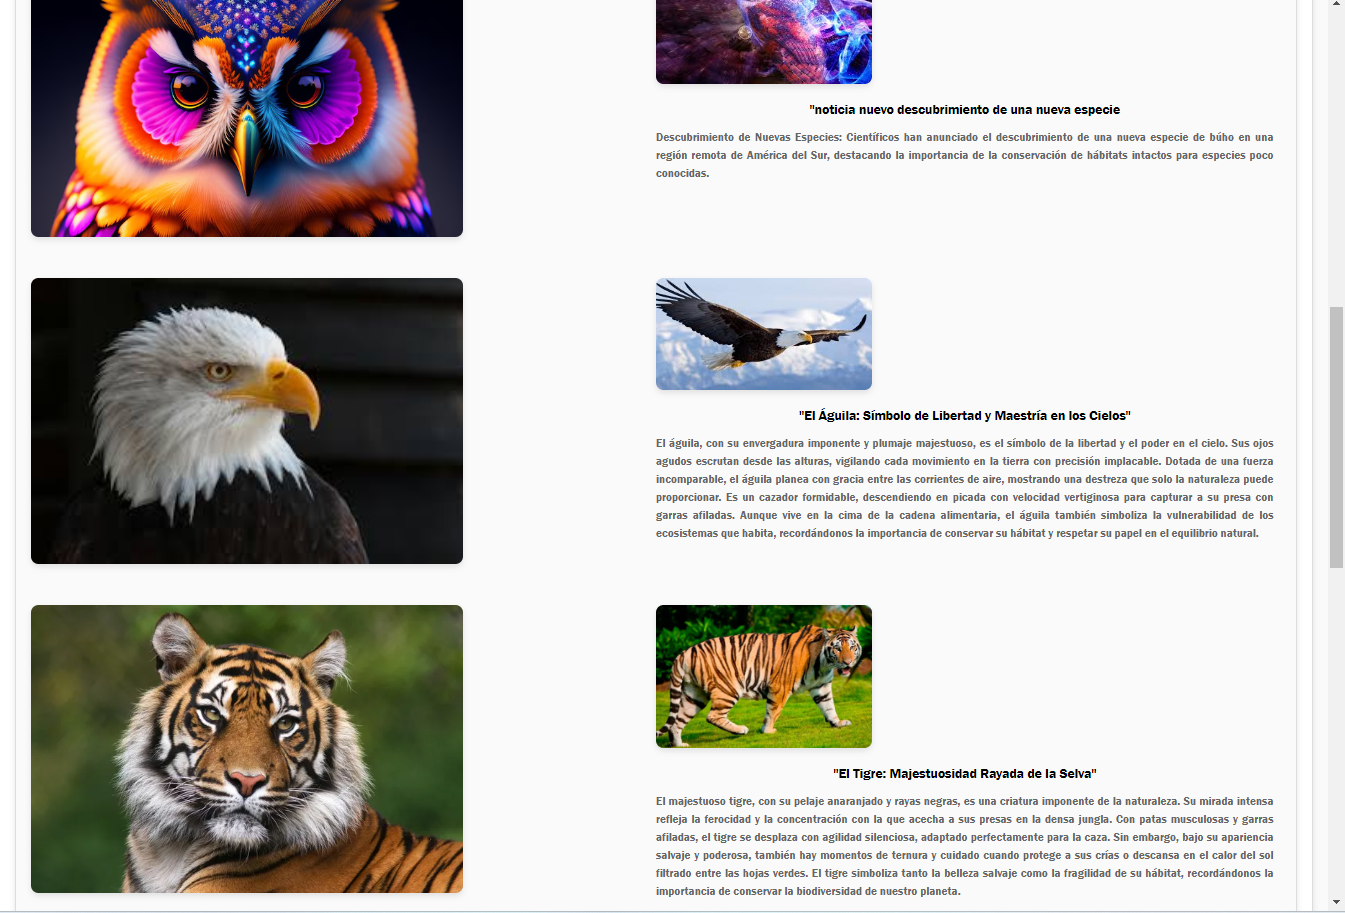 "noticia nuevo descubrimiento de una nueva especie
Descubrimiento de Nuevas Especies: Científicos han anunciado el descubrimiento de una nueva especie de búho en una
región remota de América del Sur, destacando la importancia de la conservación de hábitats intactos para especies poco
conocidas.
"El Águila: Símbolo de Libertad y Maestría en los Cielos"
El águila, con su envergadura imponente y plumaje majestuoso, es el símbolo de la libertad y el poder en el cielo. Sus ojos
agudos escrutan desde las alturas, vigilando cada movimiento en la tierra con precisión implacable. Dotada de una fuerza
incomparable, el águila planea con gracia entre las corrientes de aire, mostrando una destreza que solo la naturaleza puede
proporcionar. Es un cazador formidable, descendiendo en picada con velocidad vertiginosa para capturar a su presa con
garras afiladas. Aunque vive en la cima de la cadena alimentaria, el águila también simboliza la vulnerabilidad de los
ecosistemas que habita, recordándonos la importancia de conservar su hábitat y respetar su papel en el equilibrio natural.
"El Tigre: Majestuosidad Rayada de la Selva"
El majestuoso tigre, con su pelaje anaranjado y rayas negras, es una criatura imponente de la naturaleza. Su mirada intensa
refleja la ferocidad y la concentración con la que acecha a sus presas en la densa jungla. Con patas musculosas y garras
afiladas, el tigre se desplaza con agilidad silenciosa, adaptado perfectamente para la caza. Sin embargo, bajo su apariencia
salvaje y poderosa, también hay momentos de ternura y cuidado cuando protege a sus crías o descansa en el calor del sol
filtrado entre las hojas verdes. El tigre simboliza tanto la belleza salvaje como la fragilidad de su hábitat, recordándonos la
importancia de conservar la biodiversidad de nuestro planeta.